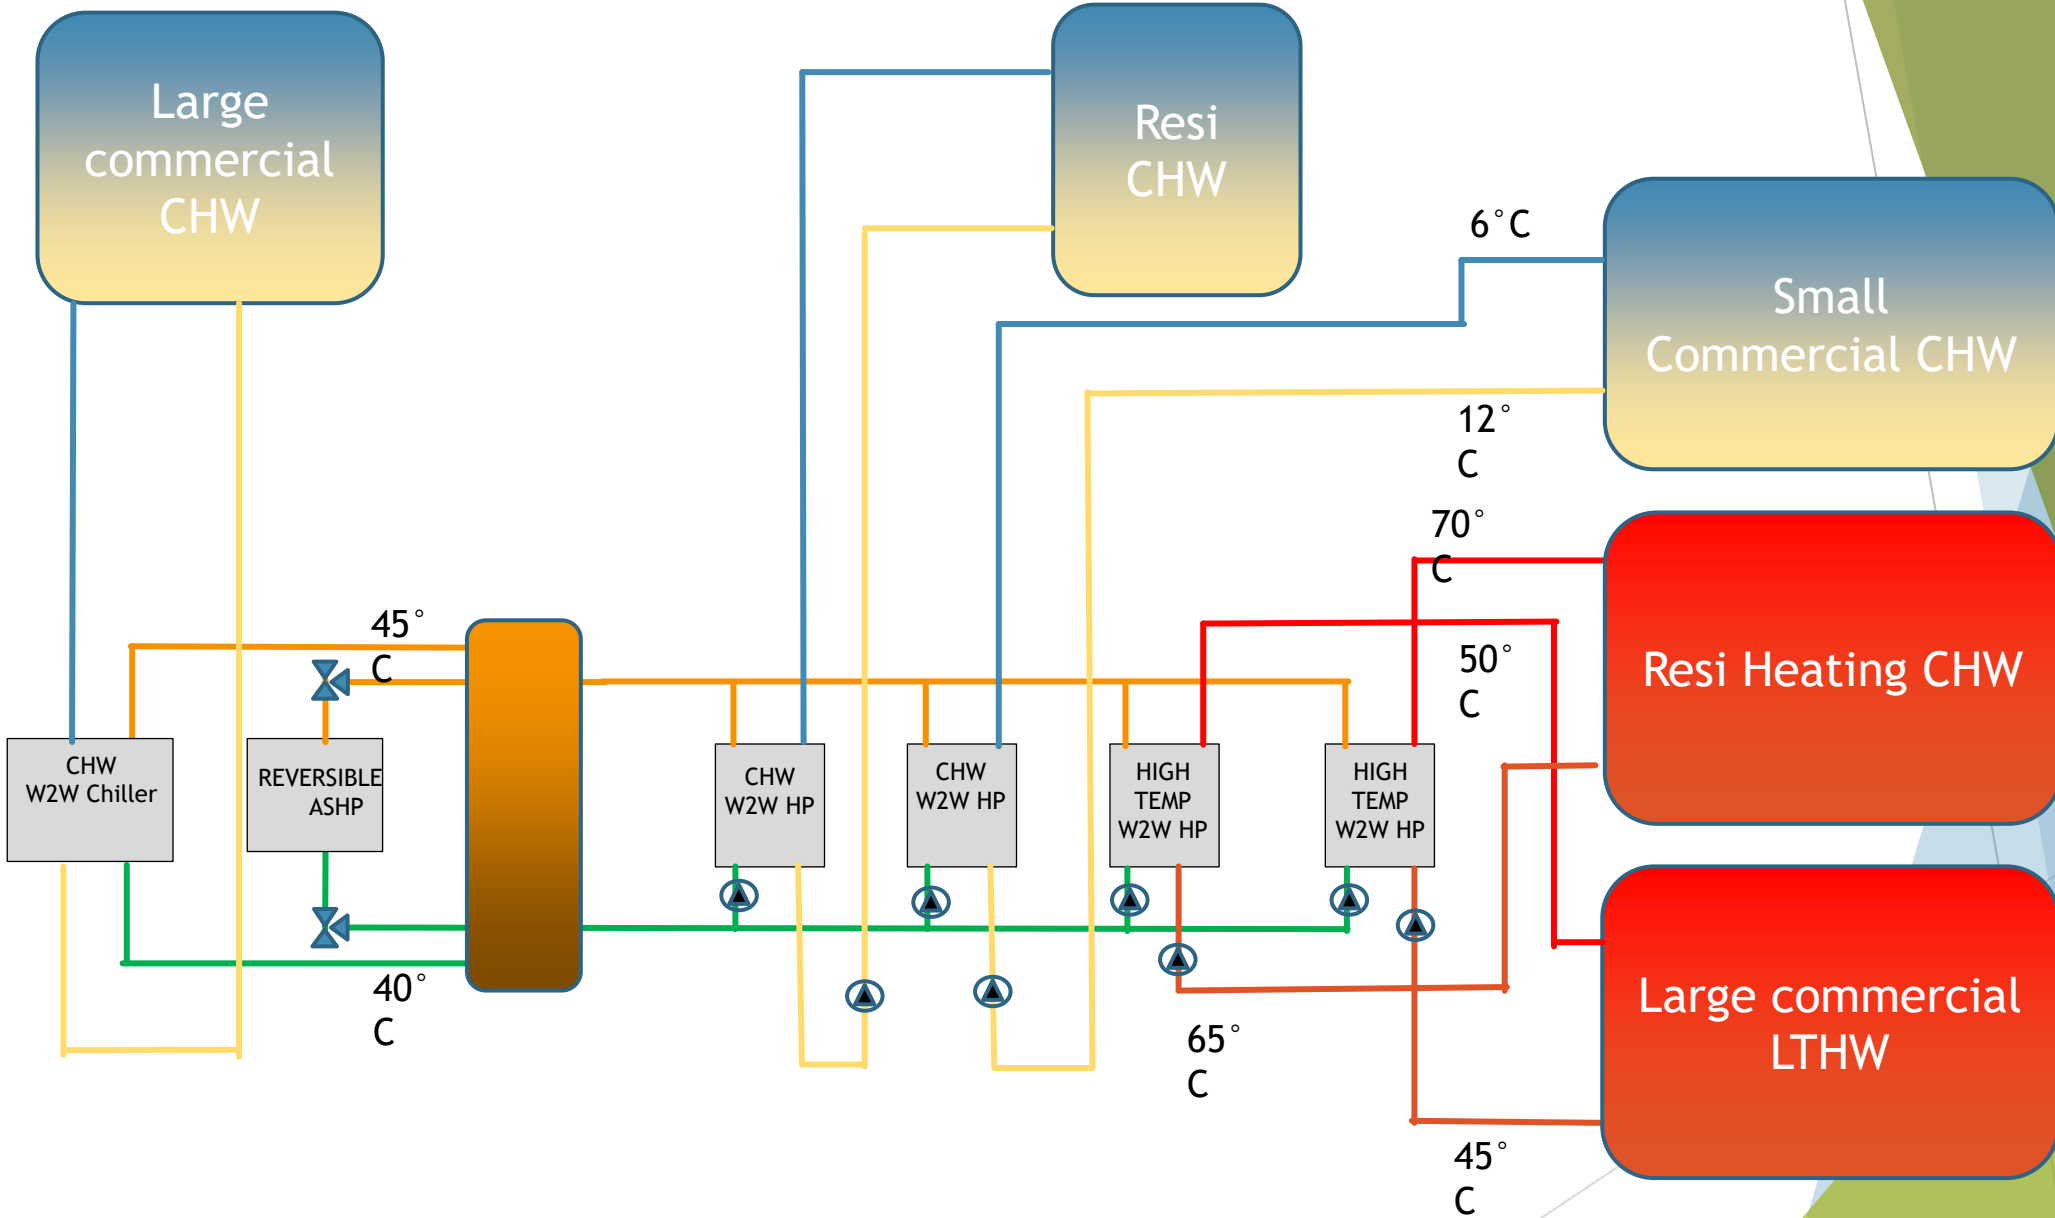 Large
commercial
CHW
Resi
CHW
6°C
Small
Commercial CHW
12°
C
70°
C
45°
C
50°
C
Resi Heating CHW
CHW
W2W Chiller
REVERSIBLE
ASHP
CHW
W2W HP
CHW
W2W HP
HIGH
TEMP
W2W HP
HIGH
TEMP
W2W HP
40°
C
65°
C
Large commercial
LTHW
45°
C